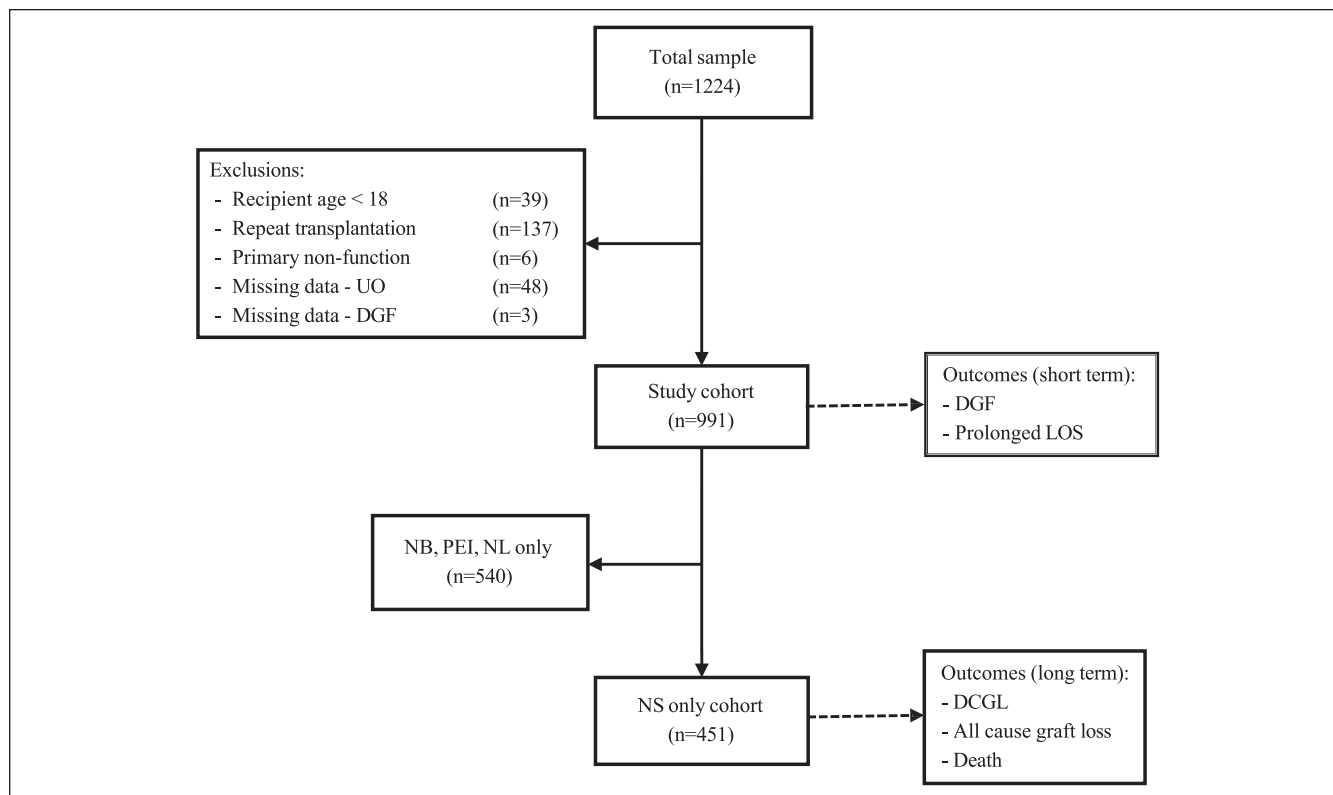 Total sample
(n=1224)
Exclusions:
- Recipient age < 18 (n=39)
- Repeat transplantation (n=137)
- Primary non-function (n=6)
- Missing data - UO (n=48)
- Missing data - DGF (n=3)
Study cohort
(n=991)
Outcomes (short term):
- DGF
- Prolonged LOS
NB, PEI, NL only
(n=540)
NS only cohort
(n=451)
Outcomes (long term):
- DCGL
- All cause graft loss
- Death